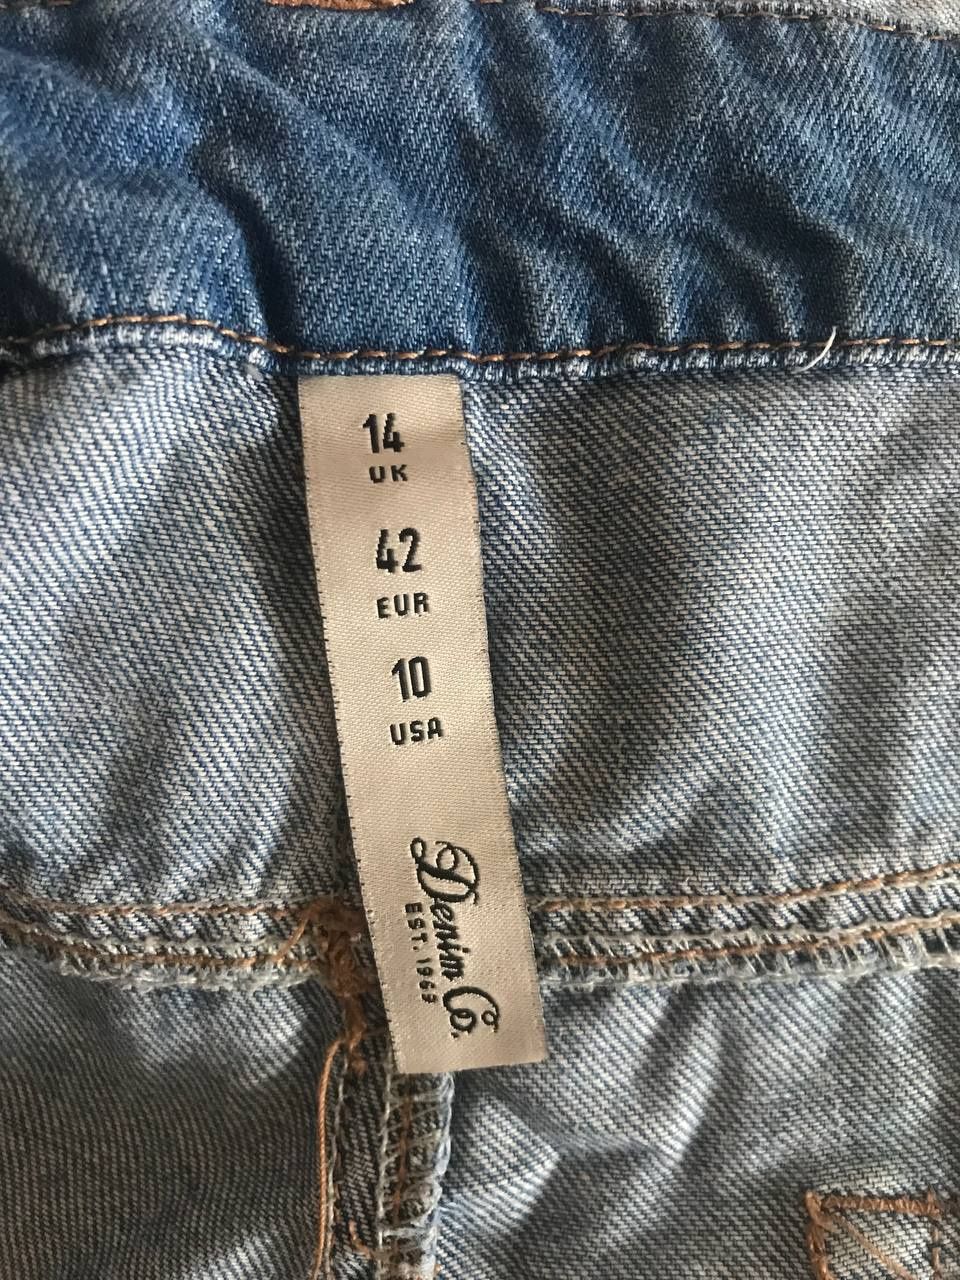 14
UK
42
EUR
10
USA
Denim Co.
EST. 1969